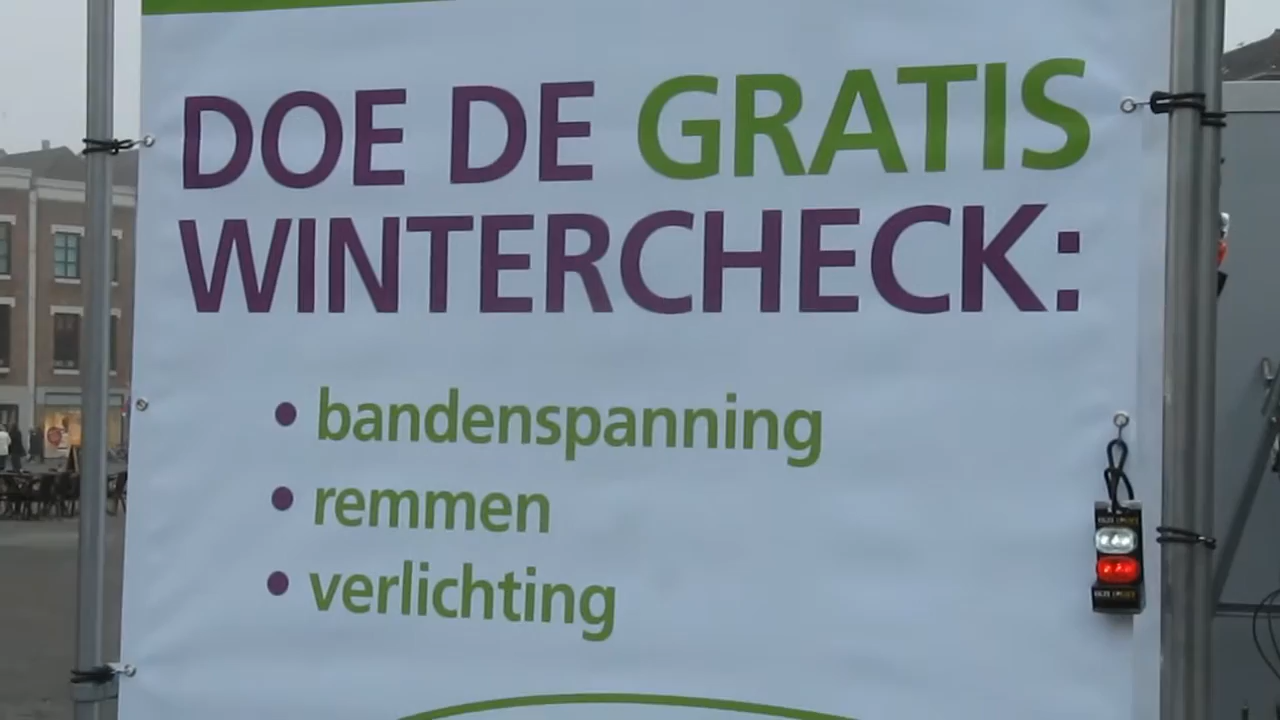 DOE DE GRATIS
WINTERCHECK:
• bandenspanning
• remmen
• verlichting